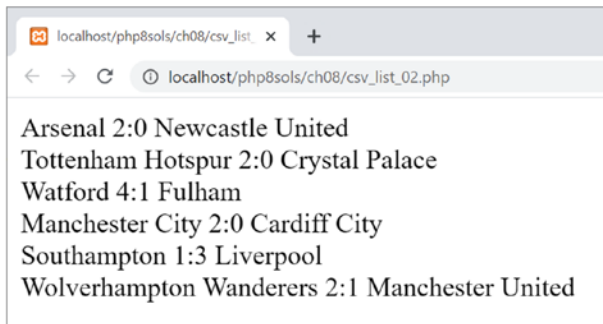 localhost/php8sols/ch08/csv_list_
localhost/php8sols/ch08/csv_list_02.php
Arsenal 2:0 Newcastle United
Tottenham Hotspur 2:0 Crystal Palace
Watford 4:1 Fulham
Manchester City 2:0 Cardiff City
Southampton 1:3 Liverpool
Wolverhampton Wanderers 2:1 Manchester United